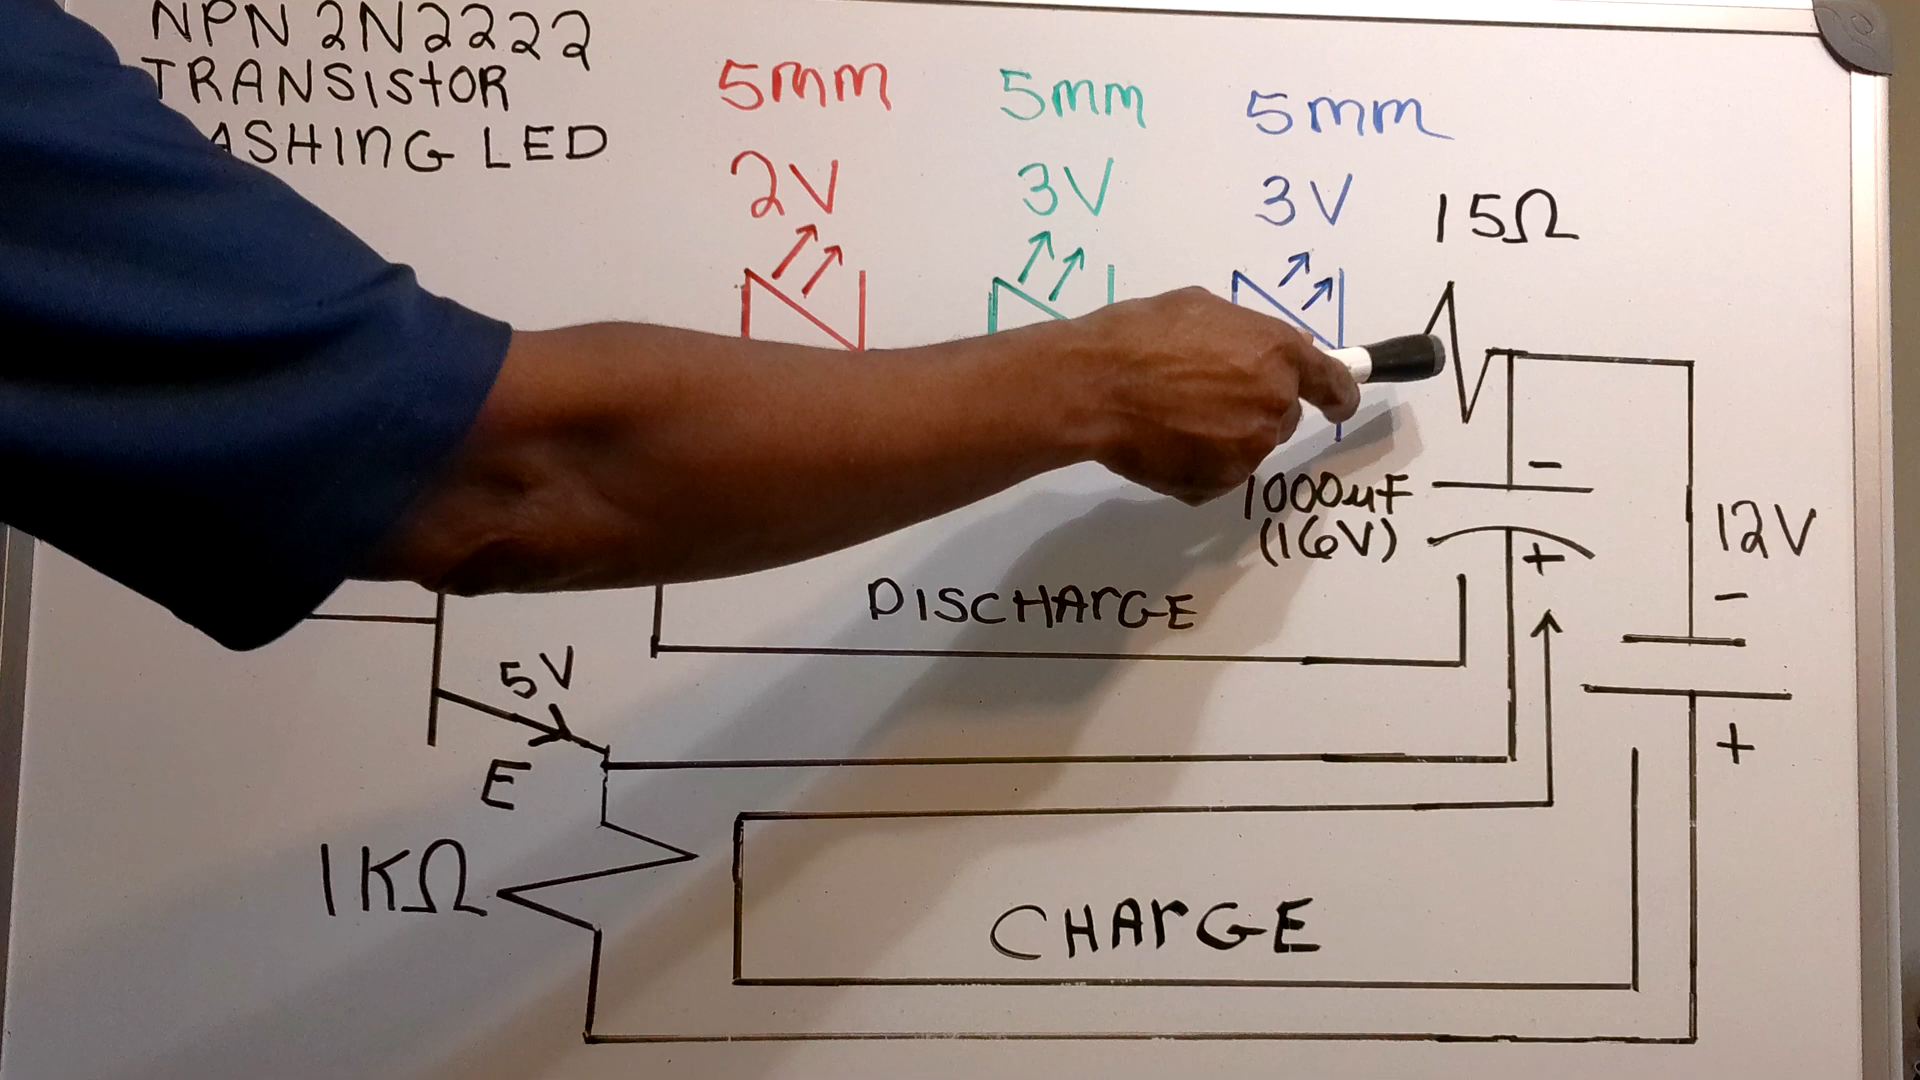 NPN 2N2222
TRANSIStOR
ASHING LED
5mm 5mm 5mm
2V 3V 3V
15Ω
1000uF
(16V)
-
+
12V
-
+
DISCHArGE
5V
E
1KΩ
CHArGE